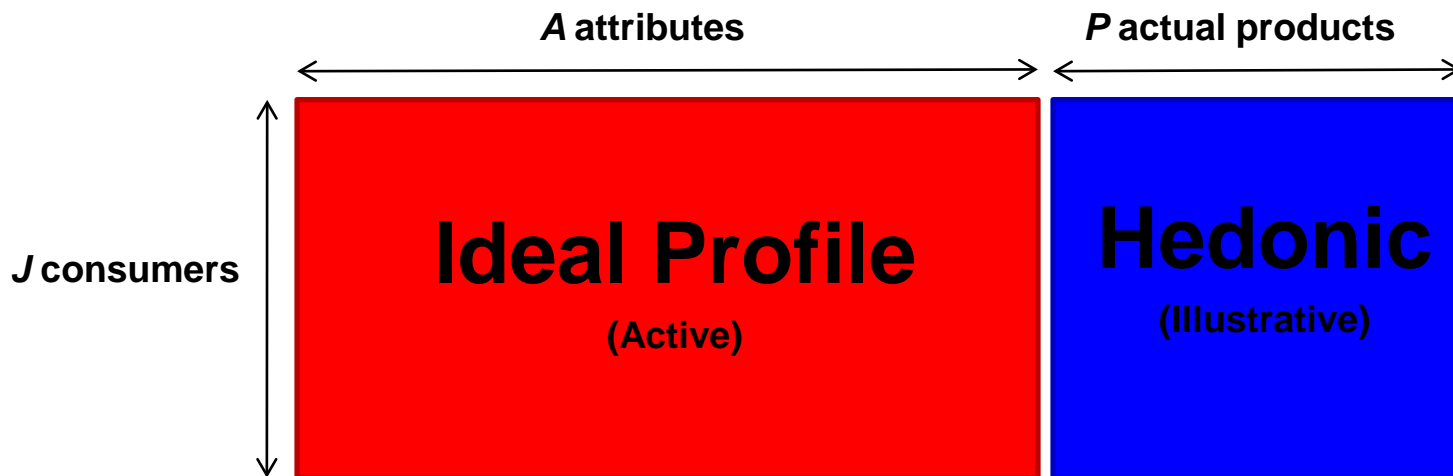 A attributes
P actual products
J consumers
Ideal Profile
(Active)
Hedonic
(Illustrative)